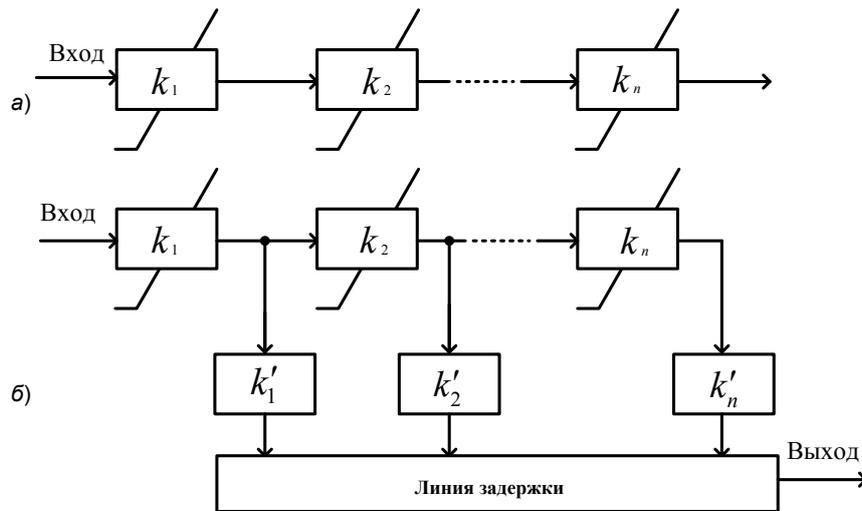 Вход
k₁ k₂ kₙ
а)
Вход
k₁ k₂ kₙ
k′₁ k′₂ k′ₙ
б)
Выход
Линия задержки